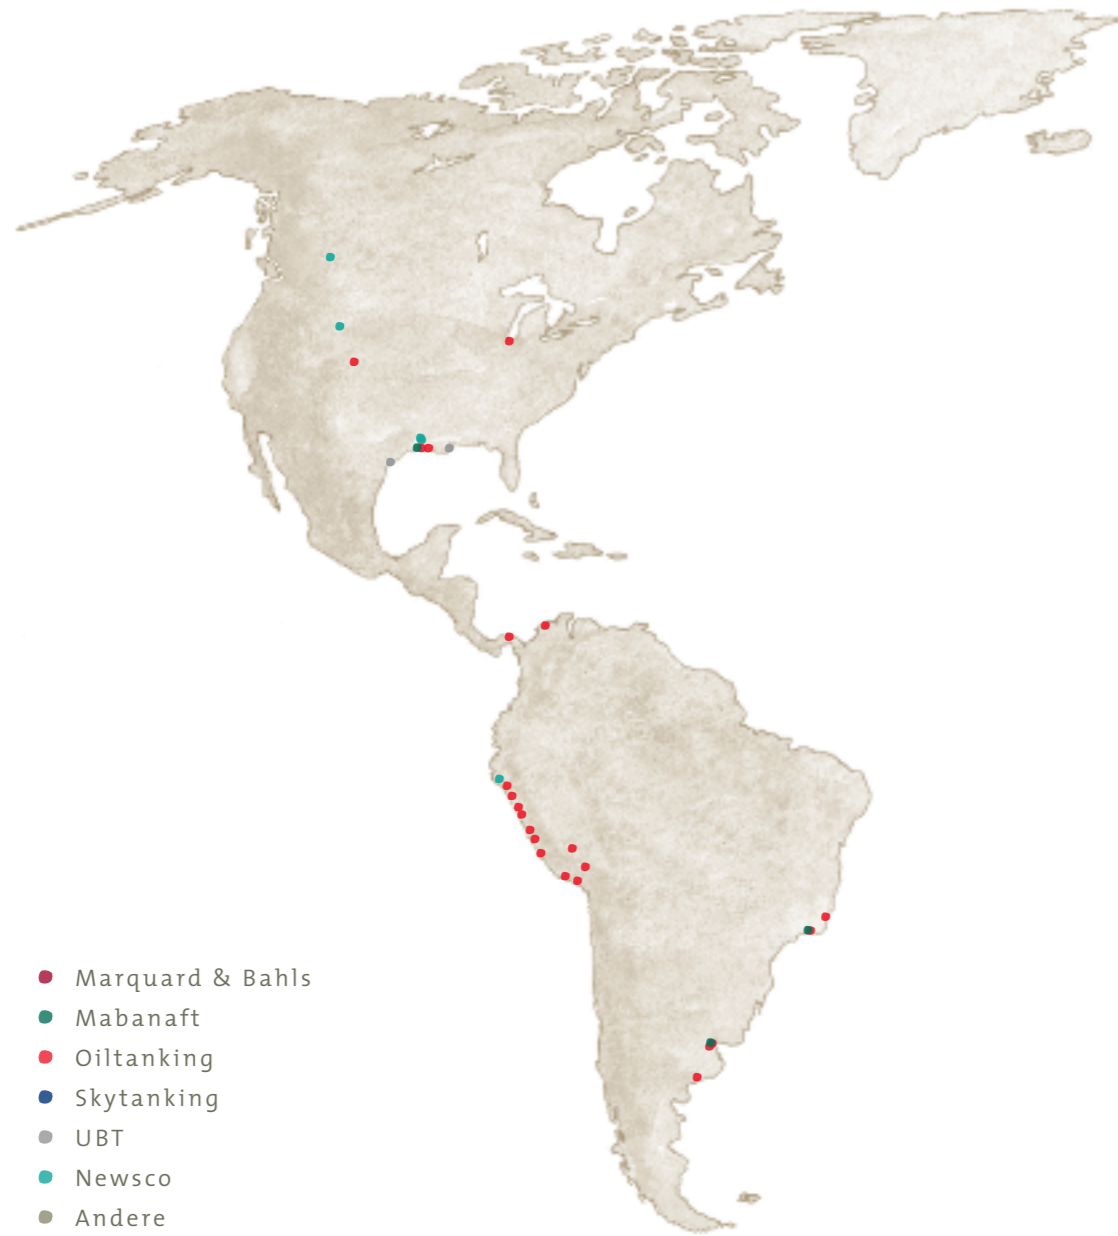 Marquard & Bahls
Mabanaft
Oiltanking
Skytanking
UBT
Newsco
Andere